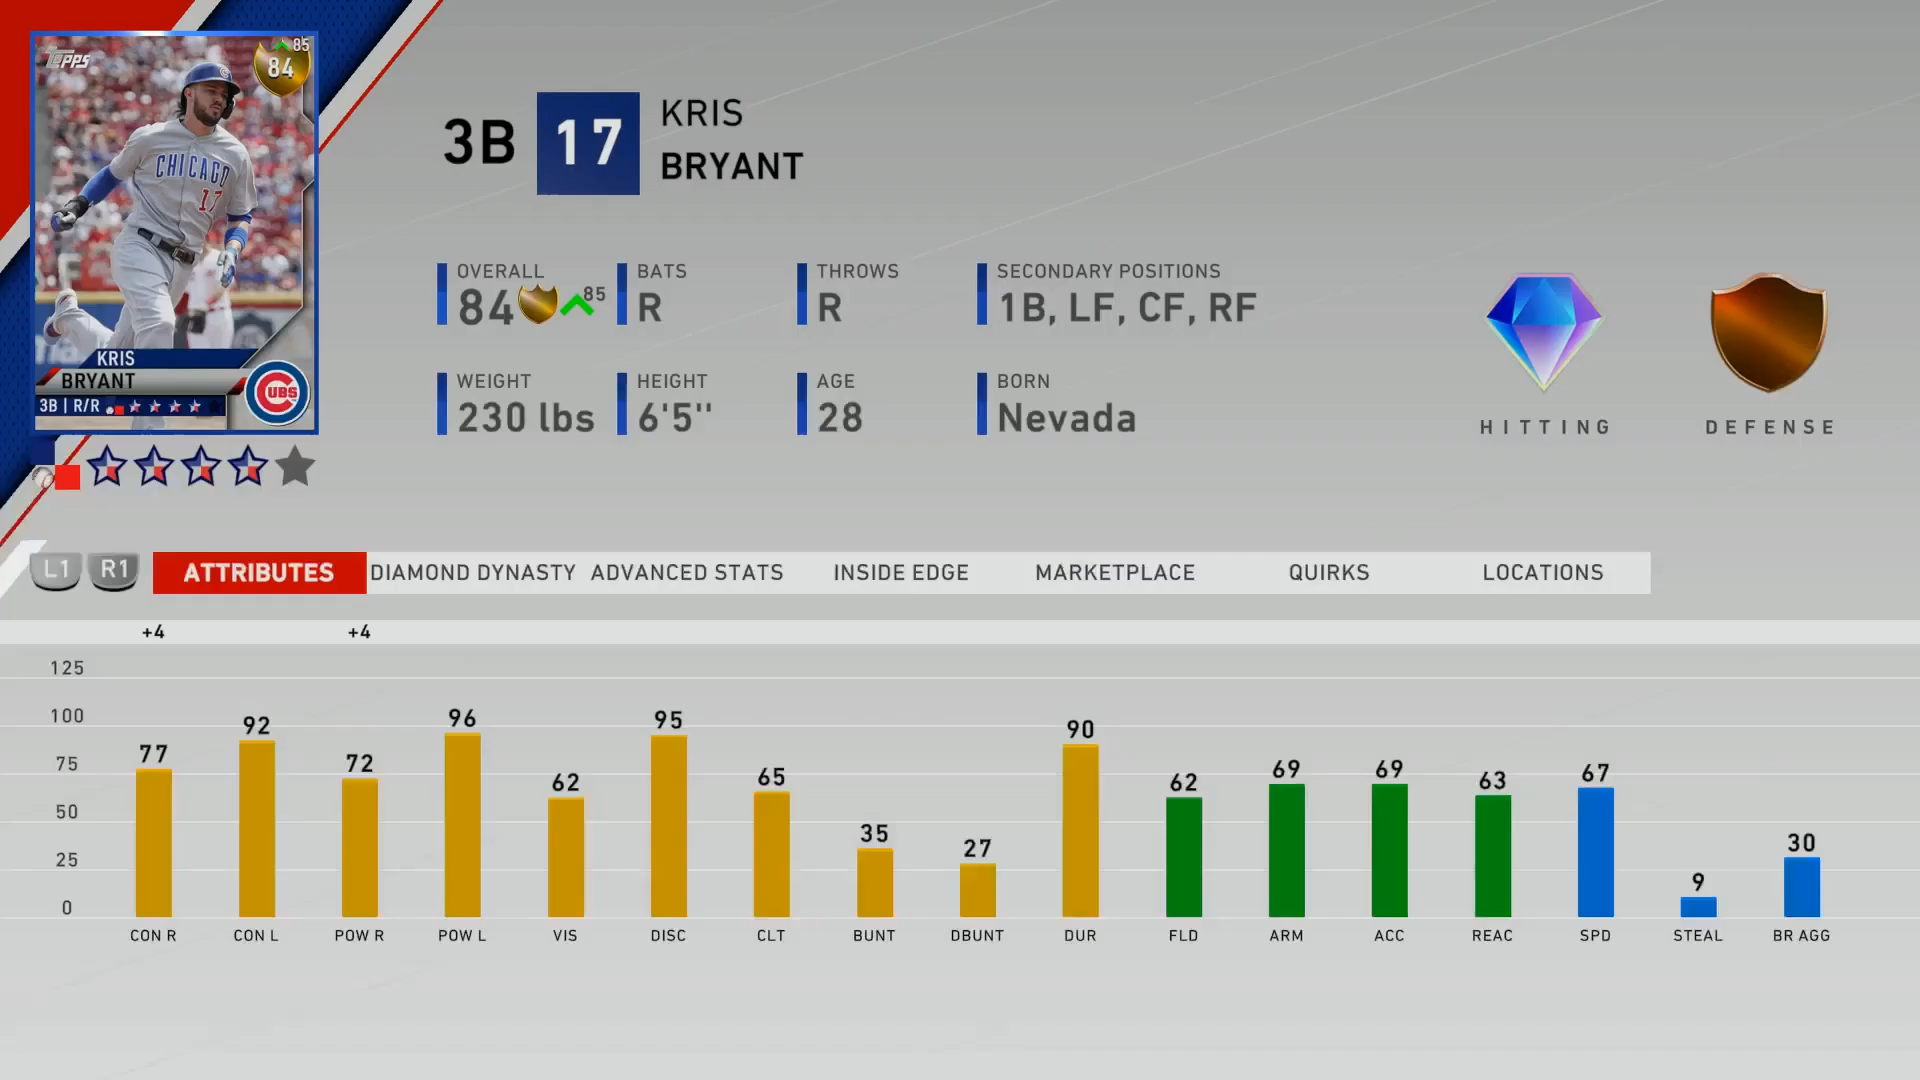 Topps
85
84
CHICAGO
17
KRIS
BRYANT
3B | R/R
CUBS
3B
17
KRIS
BRYANT
OVERALL
84 85
BATS
R
THROWS
R
SECONDARY POSITIONS
1B, LF, CF, RF
WEIGHT
230 lbs
HEIGHT
6'5''
AGE
28
BORN
Nevada
HITTING
DEFENSE
L1 R1 ATTRIBUTES DIAMOND DYNASTY ADVANCED STATS INSIDE EDGE MARKETPLACE QUIRKS LOCATIONS
+4 +4
125
100
75
50
25
0
77 92 72 96 62 95 65 35 27 90 62 69 69 63 67 9 30
CON R CON L POW R POW L VIS DISC CLT BUNT DBUNT DUR FLD ARM ACC REAC SPD STEAL BR AGG